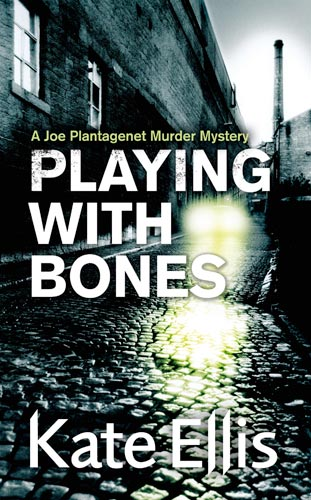 A Joe Plantagenet Murder Mystery
PLAYING
WITH
BONES
Kate Ellis